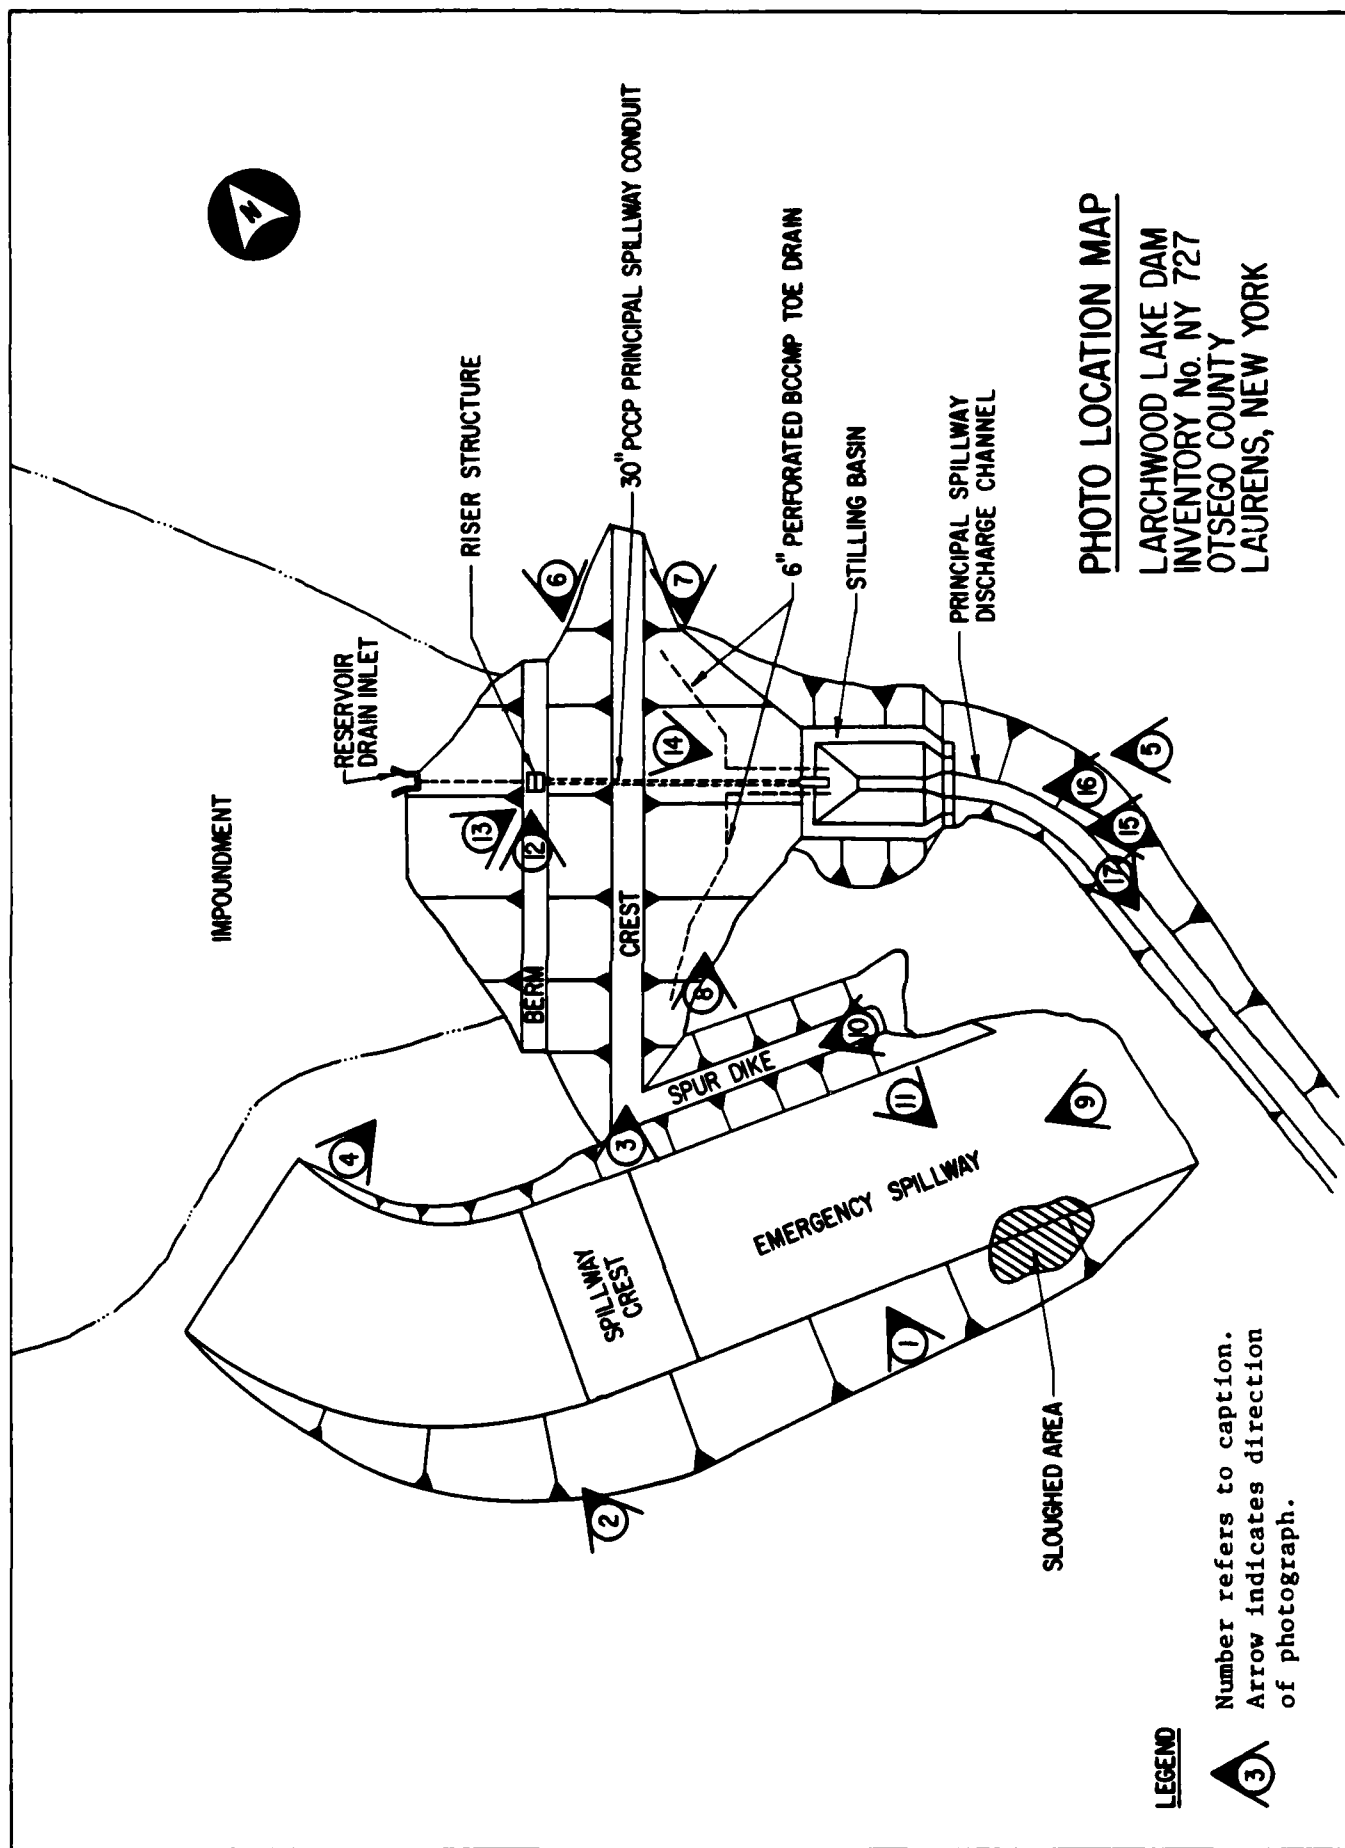 N
IMPOUNDMENT
RESERVOIR
DRAIN INLET
RISER STRUCTURE
30" PCCP PRINCIPAL SPILLWAY CONDUIT
6" PERFORATED BCCMP TOE DRAIN
STILLING BASIN
PRINCIPAL SPILLWAY
DISCHARGE CHANNEL
BERM
CREST
SPUR DIKE
SPILLWAY
CREST
EMERGENCY SPILLWAY
SLOUGHED AREA
1
2
3
4
5
6
7
8
9
10
11
12
13
14
15
16
17
PHOTO LOCATION MAP
LARCHWOOD LAKE DAM
INVENTORY No. NY 727
OTSEGO COUNTY
LAURENS, NEW YORK
LEGEND
3
Number refers to caption.
Arrow indicates direction
of photograph.